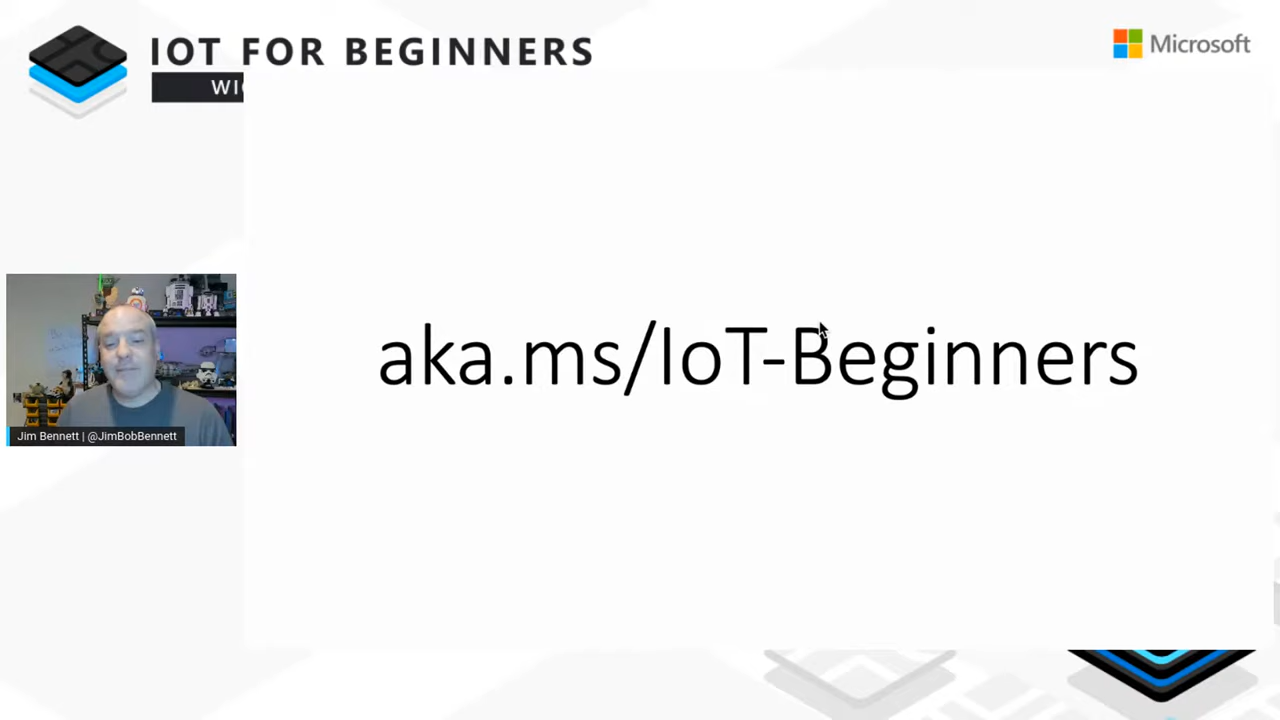 IOT FOR BEGINNERS
Microsoft
aka.ms/IoT-Beginners
Jim Bennett | @JimBobBennett